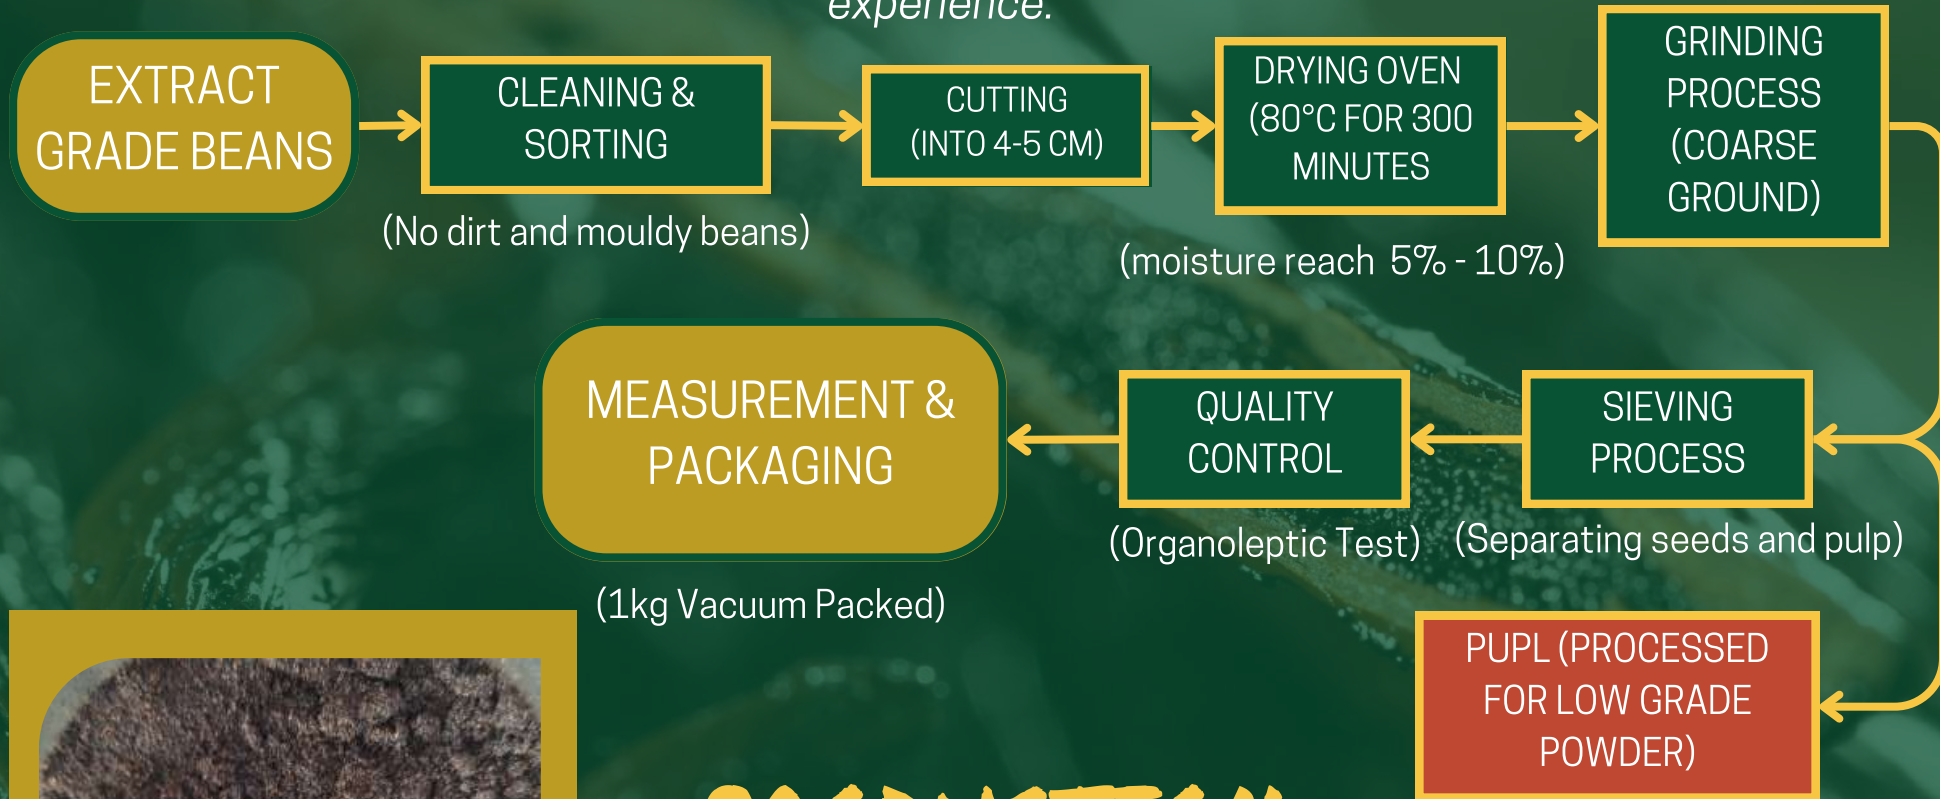 experience.
EXTRACT
GRADE BEANS
CLEANING &
SORTING
(No dirt and mouldy beans)
CUTTING
(INTO 4-5 CM)
DRYING OVEN
(80°C FOR 300
MINUTES
(moisture reach 5% - 10%)
GRINDING
PROCESS
(COARSE
GROUND)
SIEVING
PROCESS
(Separating seeds and pulp)
QUALITY
CONTROL
(Organoleptic Test)
MEASUREMENT &
PACKAGING
(1kg Vacuum Packed)
PUPL (PROCESSED
FOR LOW GRADE
POWDER)